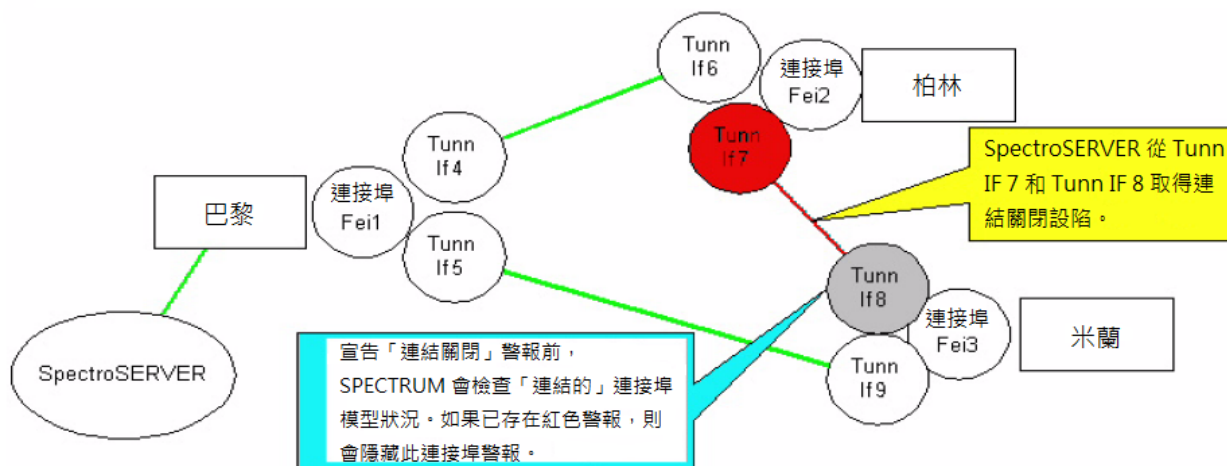 Tunn
If6
連接埠
Fei2
柏林
Tunn
If7
SpectroSERVER 從 Tunn
IF 7 和 Tunn IF 8 取得連
結關閉設陷。
Tunn
If4
巴黎
連接埠
Fei1
Tunn
If5
Tunn
If8
連接埠
Fei3
米蘭
Tunn
If9
SpectroSERVER
宣告「連結關閉」警報前，
SPECTRUM 會檢查「連結的」連接埠
模型狀況。如果已存在紅色警報，則
會隱藏此連接埠警報。